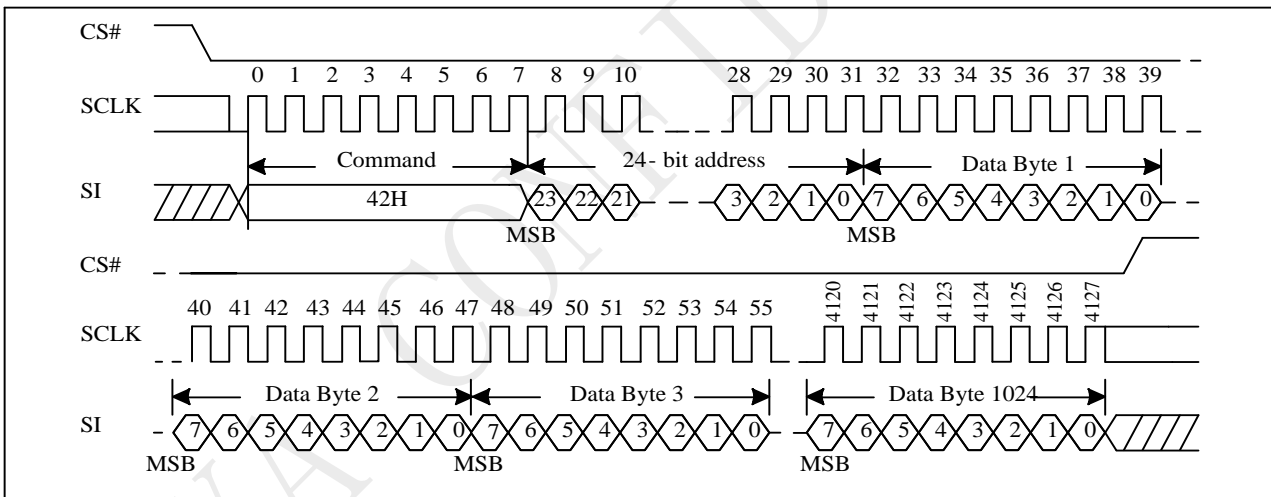 CS#
0 1 2 3 4 5 6 7 8 9 10 28 29 30 31 32 33 34 35 36 37 38 39
SCLK
Command 24- bit address Data Byte 1
SI 42H 23 22 21 3 2 1 0 7 6 5 4 3 2 1 0
MSB MSB
CS#
40 41 42 43 44 45 46 47 48 49 50 51 52 53 54 55 4120 4121 4122 4123 4124 4125 4126 4127
SCLK
Data Byte 2 Data Byte 3 Data Byte 1024
SI 7 6 5 4 3 2 1 0 7 6 5 4 3 2 1 0 7 6 5 4 3 2 1 0
MSB MSB MSB